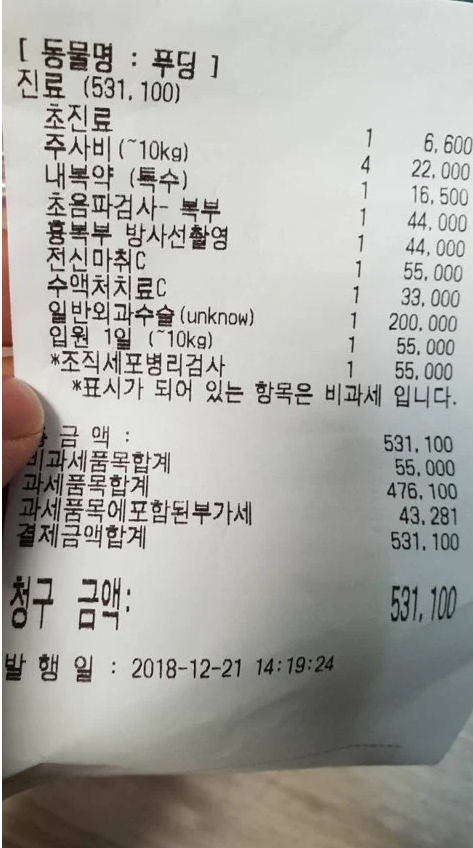 [ 동물명 : 푸딩 ]
진료 (531,100)
초진료 1 6,600
주사비(~10kg) 4 22,000
내복약 (특수) 1 16,500
초음파검사- 복부 1 44,000
흉복부 방사선촬영 1 44,000
전신마취C 1 55,000
수액처치료C 1 33,000
일반외과수술(unknow) 1 200,000
입원 1일 (~10kg) 1 55,000
*조직세포병리검사 1 55,000
*표시가 되어 있는 항목은 비과세 입니다.
금 액 : 531,100
비과세품목합계 55,000
과세품목합계 476,100
과세품목에포함된부가세 43,281
결제금액합계 531,100
청구 금액: 531,100
발 행 일 : 2018-12-21 14:19:24